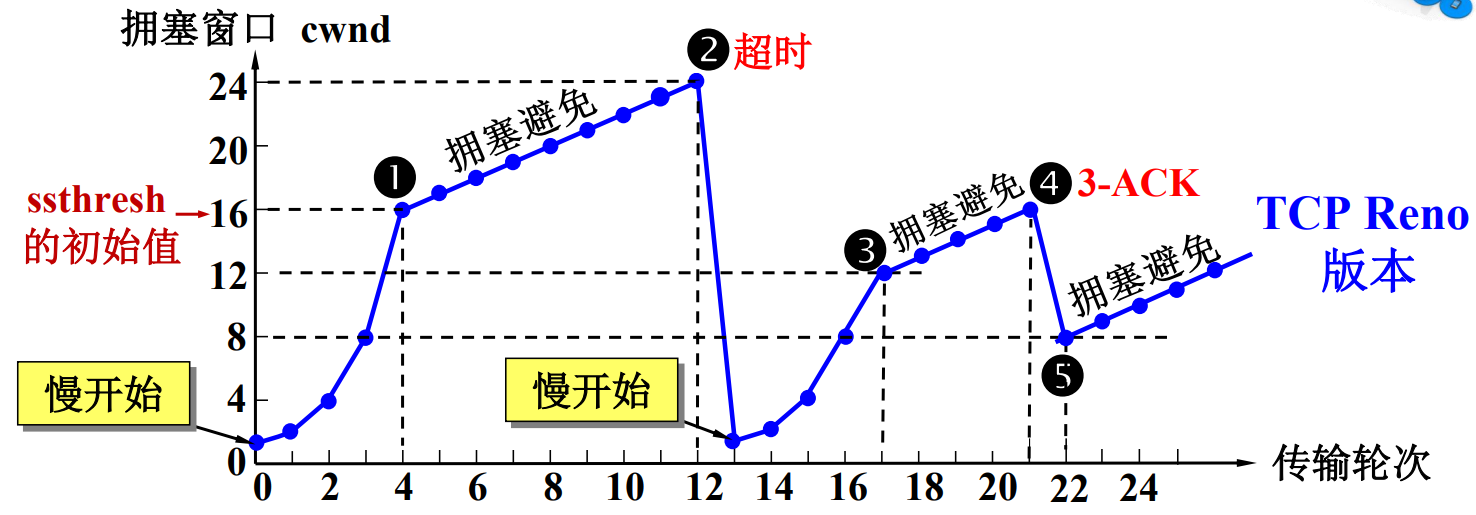 拥塞窗口 cwnd
❷ 超时
24
20
ssthresh
的初始值
16
12
8
4
0
❶
拥塞避免
❸
拥塞避免
❹ 3-ACK
TCP Reno
版本
拥塞避免
❺
慢开始
慢开始
0 2 4 6 8 10 12 14 16 18 20 22 24
传输轮次